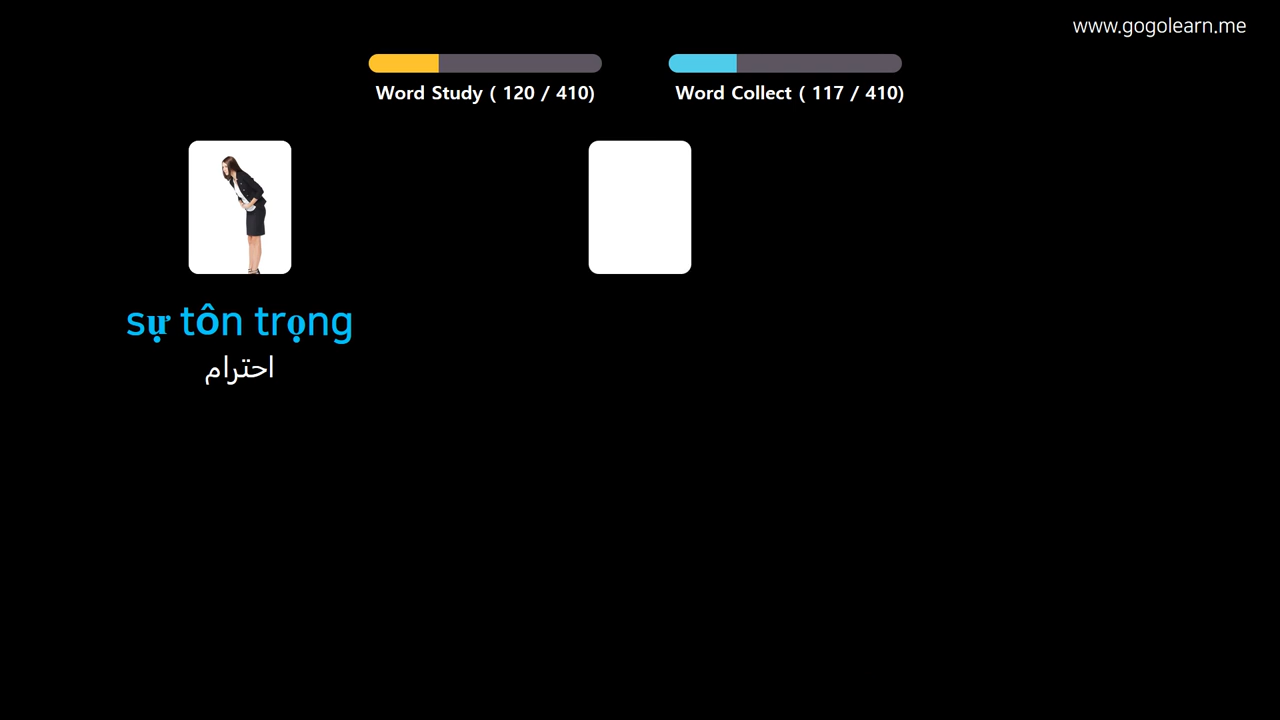 www.gogolearn.me
Word Study ( 120 / 410)
Word Collect ( 117 / 410)
sự tôn trọng
احترام